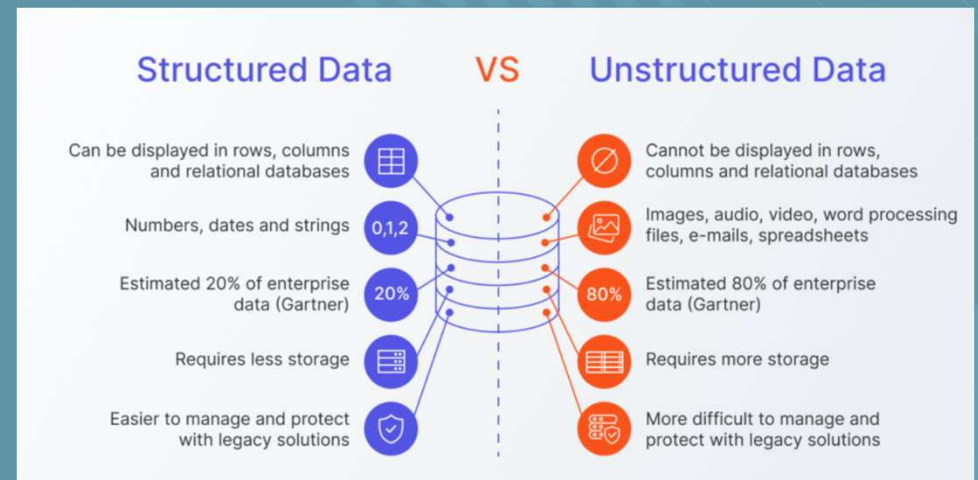 Structured Data
VS
Unstructured Data
Can be displayed in rows, columns
and relational databases
Cannot be displayed in rows,
columns and relational databases
Numbers, dates and strings
0,1,2
Images, audio, video, word processing
files, e-mails, spreadsheets
Estimated 20% of enterprise
data (Gartner)
20%
80%
Estimated 80% of enterprise
data (Gartner)
Requires less storage
Requires more storage
Easier to manage and protect
with legacy solutions
More difficult to manage and
protect with legacy solutions